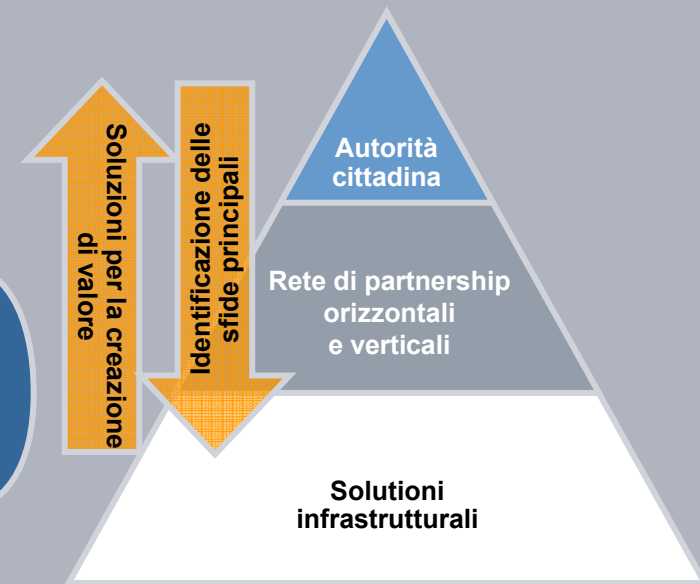 Soluzioni per la creazione
di valore
Identificazione delle
sfide principali
Autorità
cittadina
Rete di partnership
orizzontali
e verticali
Solutioni
infrastrutturali